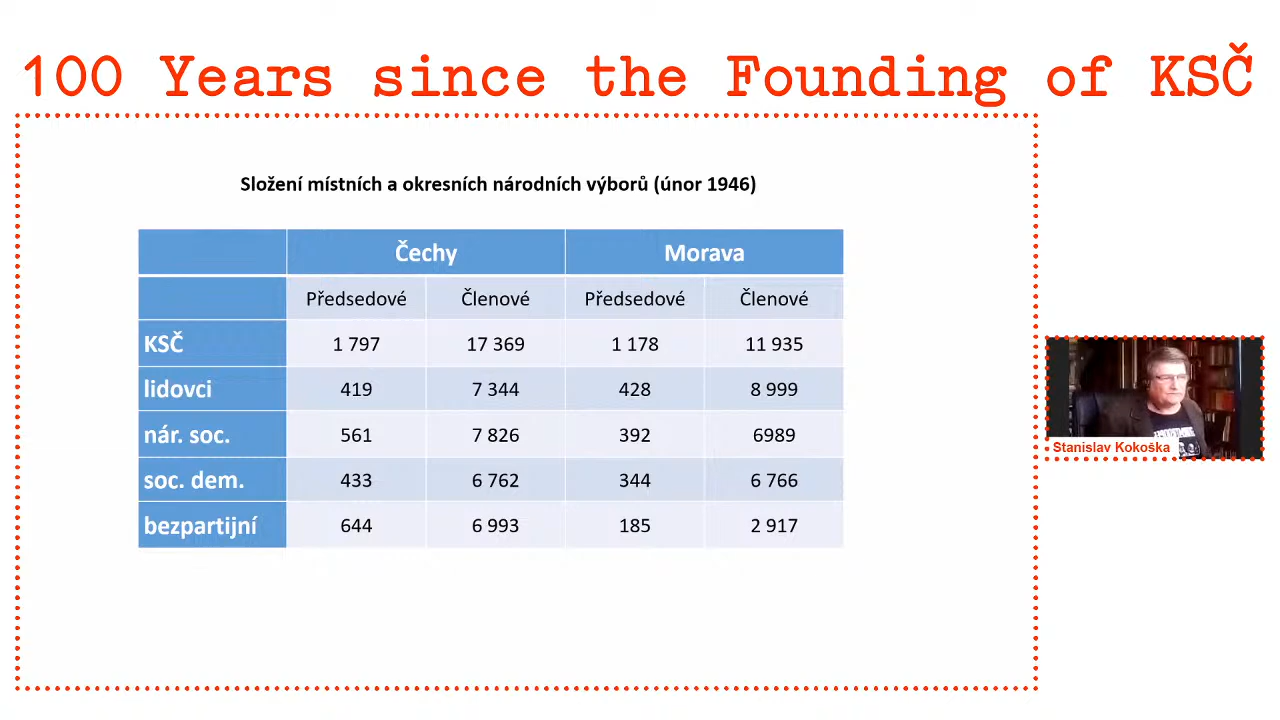 100 Years since the Founding of KSČ
Složení místních a okresních národních výborů (únor 1946)
Čechy Morava
Předsedové Členové Předsedové Členové
KSČ 1 797 17 369 1 178 11 935
lidovci 419 7 344 428 8 999
nár. soc. 561 7 826 392 6989
soc. dem. 433 6 762 344 6 766
bezpartijní 644 6 993 185 2 917
Stanislav Kokoška